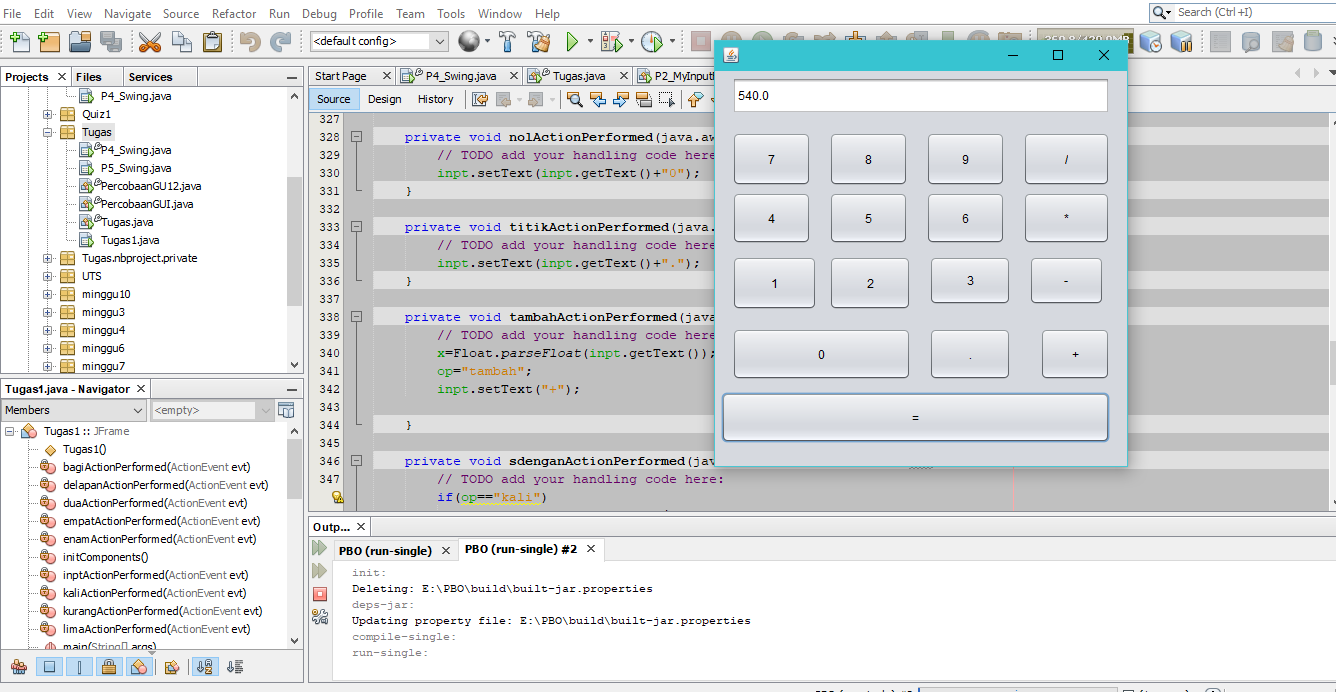 File Edit View Navigate Source Refactor Run Debug Profile Team Tools Window Help
Search (Ctrl+I)
<default config>
Projects Files Services
P4_Swing.java
Quiz1
Tugas
P4_Swing.java
P5_Swing.java
PercobaanGU12.java
PercobaanGUI.java
Tugas.java
Tugas1.java
Tugas.nbproject.private
UTS
minggu10
minggu3
minggu4
minggu6
minggu7
Tugas1.java - Navigator
Members <empty>
Tugas1 :: JFrame
Tugas1()
bagiActionPerformed(ActionEvent evt)
delapanActionPerformed(ActionEvent evt)
duaActionPerformed(ActionEvent evt)
empatActionPerformed(ActionEvent evt)
enamActionPerformed(ActionEvent evt)
initComponents()
inptActionPerformed(ActionEvent evt)
kaliActionPerformed(ActionEvent evt)
kurangActionPerformed(ActionEvent evt)
limaActionPerformed(ActionEvent evt)
main(String[] args)
Start Page P4_Swing.java Tugas.java P2_MyInput
Source Design History
327
328 private void nolActionPerformed(java.aw
329 // TODO add your handling code here
330 inpt.setText(inpt.getText()+"0");
331 }
332
333 private void titikActionPerformed(java.
334 // TODO add your handling code here
335 inpt.setText(inpt.getText()+".");
336 }
337
338 private void tambahActionPerformed(java
339 // TODO add your handling code here
340 x=Float.parseFloat(inpt.getText());
341 op="tambah";
342 inpt.setText("+");
343
344 }
345
346 private void sdenganActionPerformed(jav
347 // TODO add your handling code here:
if(op=="kali")
540.0
7 8 9 /
4 5 6 *
1 2 3 -
0 . +
=
Outp...
PBO (run-single) PBO (run-single) #2
init:
Deleting: E:\PBO\build\built-jar.properties
deps-jar:
Updating property file: E:\PBO\build\built-jar.properties
compile-single:
run-single: